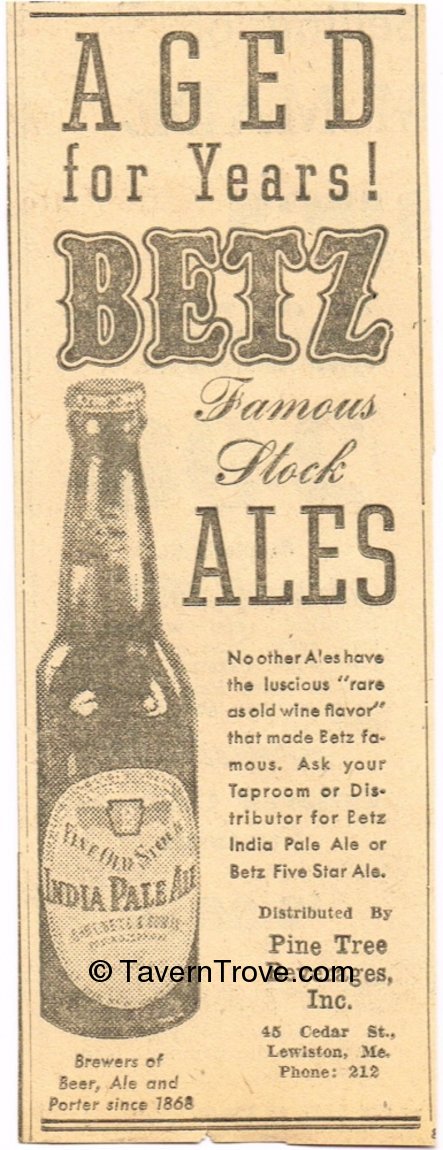 AGED
for Years!
BETZ
Famous
Stock
ALES
No other Ales have
the luscious "rare
as old wine flavor"
that made Betz fa-
mous. Ask your
Taproom or Dis-
tributor for Betz
India Pale Ale or
Betz Five Star Ale.
Distributed By
Pine Tree
Beverages,
Inc.
45 Cedar St.,
Lewiston, Me.
Phone: 212
FINE OLD STOCK
INDIA PALE ALE
Brewers of
Beer, Ale and
Porter since 1868
© TavernTrove.com